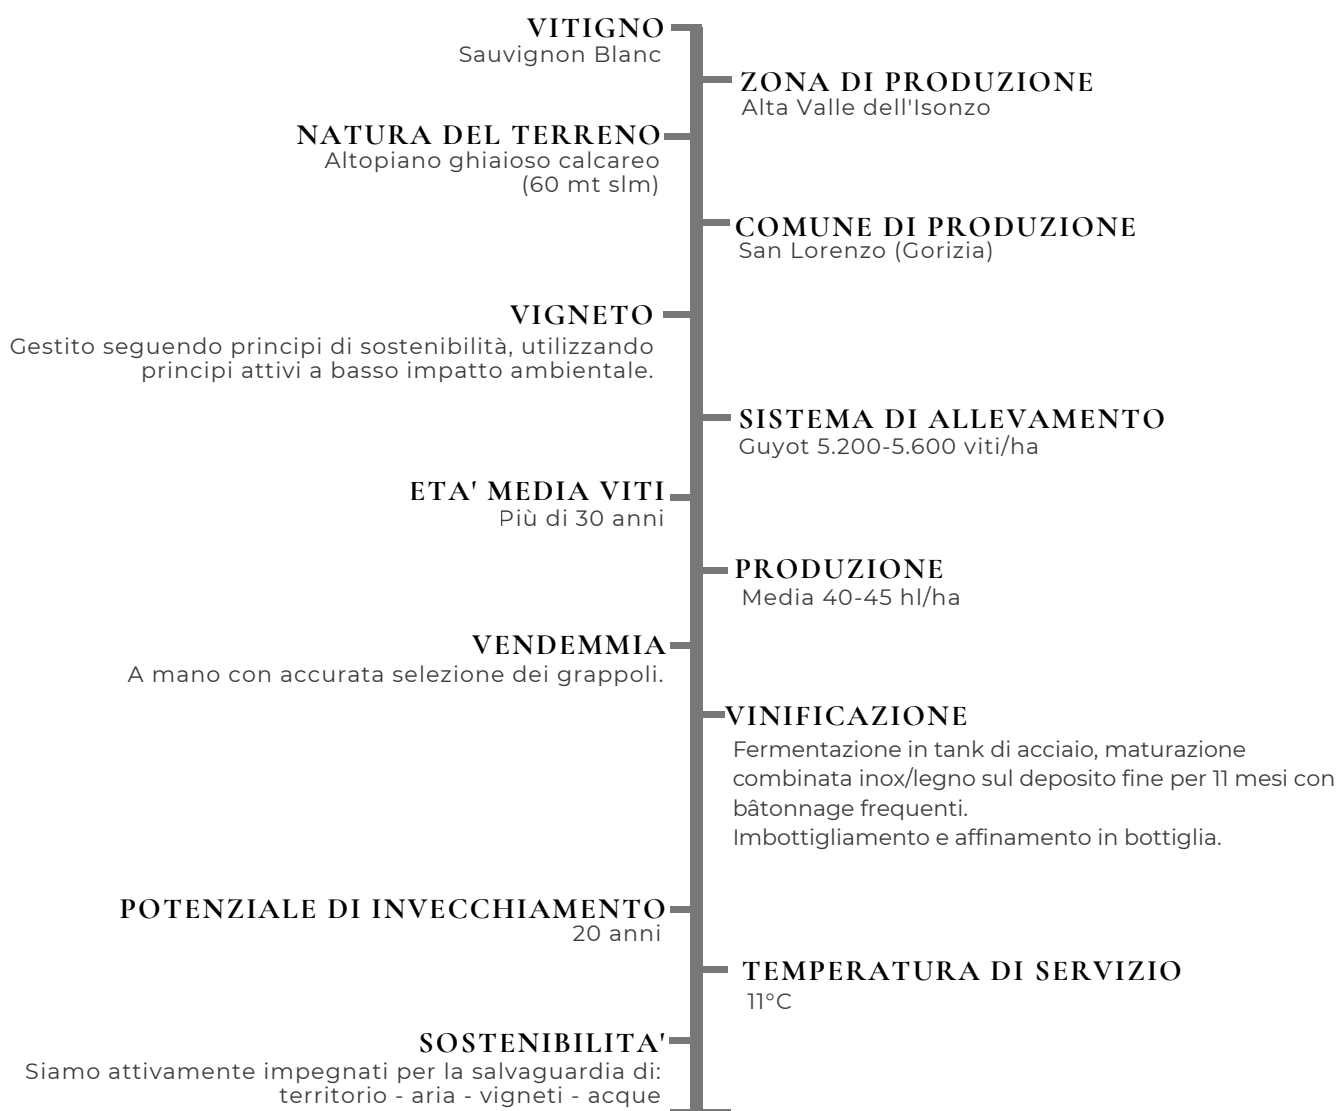 VITIGNO
Sauvignon Blanc
ZONA DI PRODUZIONE
Alta Valle dell'Isonzo
NATURA DEL TERRENO
Altopiano ghiaioso calcareo
(60 mt slm)
COMUNE DI PRODUZIONE
San Lorenzo (Gorizia)
VIGNETO
Gestito seguendo principi di sostenibilità, utilizzando
principi attivi a basso impatto ambientale.
SISTEMA DI ALLEVAMENTO
Guyot 5.200-5.600 viti/ha
ETA' MEDIA VITI
Più di 30 anni
PRODUZIONE
Media 40-45 hl/ha
VENDEMMIA
A mano con accurata selezione dei grappoli.
VINIFICAZIONE
Fermentazione in tank di acciaio, maturazione
combinata inox/legno sul deposito fine per 11 mesi con
bâtonnage frequenti.
Imbottigliamento e affinamento in bottiglia.
POTENZIALE DI INVECCHIAMENTO
20 anni
TEMPERATURA DI SERVIZIO
11°C
SOSTENIBILITA'
Siamo attivamente impegnati per la salvaguardia di:
territorio - aria - vigneti - acque